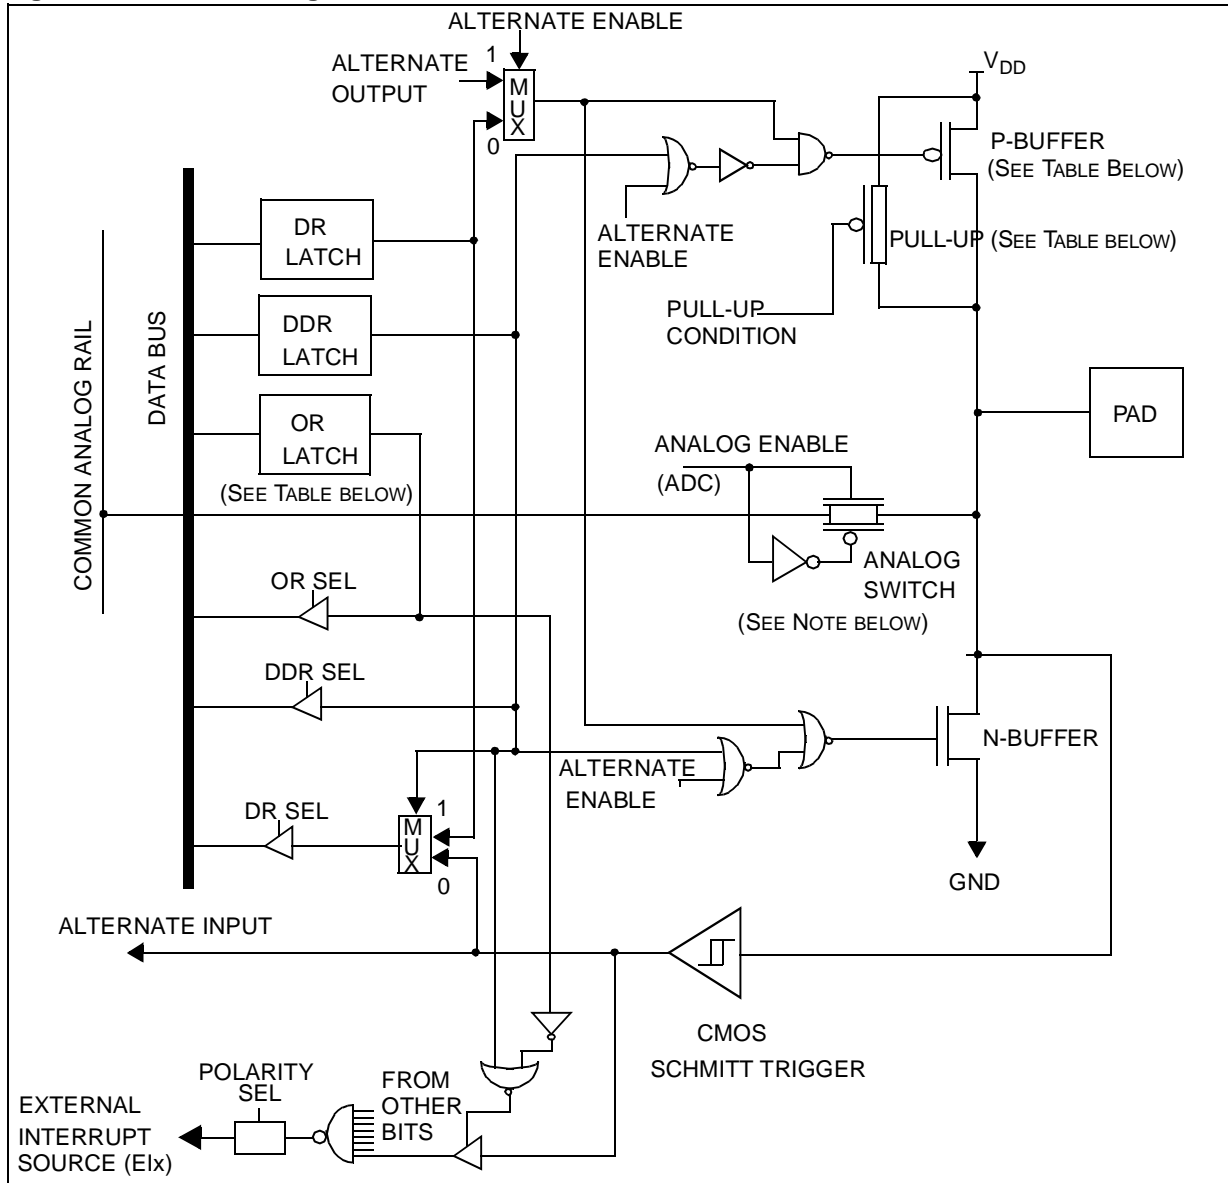 ALTERNATE ENABLE
ALTERNATE
OUTPUT
1
MUX
0
VDD
P-BUFFER
(SEE TABLE BELOW)
ALTERNATE
ENABLE
PULL-UP (SEE TABLE BELOW)
PULL-UP
CONDITION
DR
LATCH
DDR
LATCH
OR
LATCH
(SEE TABLE BELOW)
COMMON ANALOG RAIL
DATA BUS
PAD
ANALOG ENABLE
(ADC)
ANALOG
SWITCH
(SEE NOTE BELOW)
OR SEL
DDR SEL
N-BUFFER
ALTERNATE
ENABLE
DR SEL
1
MUX
0
GND
ALTERNATE INPUT
CMOS
SCHMITT TRIGGER
POLARITY
SEL
FROM
OTHER
BITS
EXTERNAL
INTERRUPT
SOURCE (EIx)